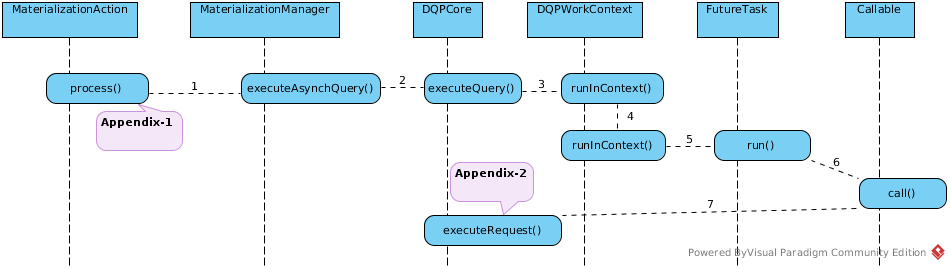 MaterializationAction
MaterializationManager
DQPCore
DQPWorkContext
FutureTask
Callable
process()
1
executeAsynchQuery()
2
executeQuery()
3
runInContext()
Appendix-1
4
runInContext()
5
run()
6
Appendix-2
call()
7
executeRequest()
Powered ByVisual Paradigm Community Edition